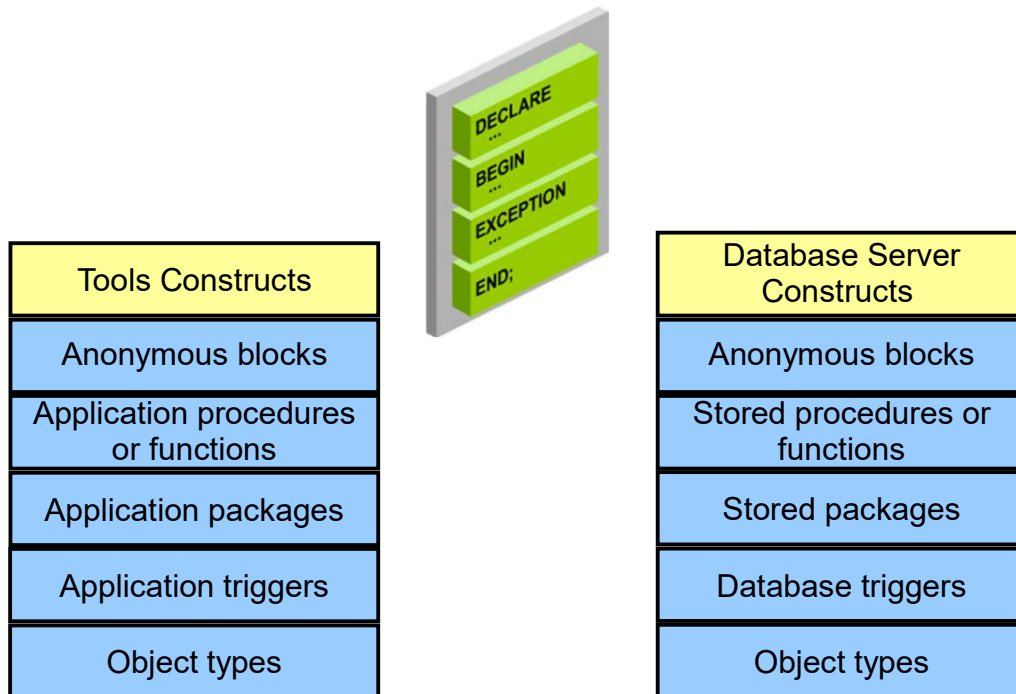 DECLARE
...
BEGIN
...
EXCEPTION
...
END;
Tools Constructs
Anonymous blocks
Application procedures
or functions
Application packages
Application triggers
Object types
Database Server
Constructs
Anonymous blocks
Stored procedures or
functions
Stored packages
Database triggers
Object types